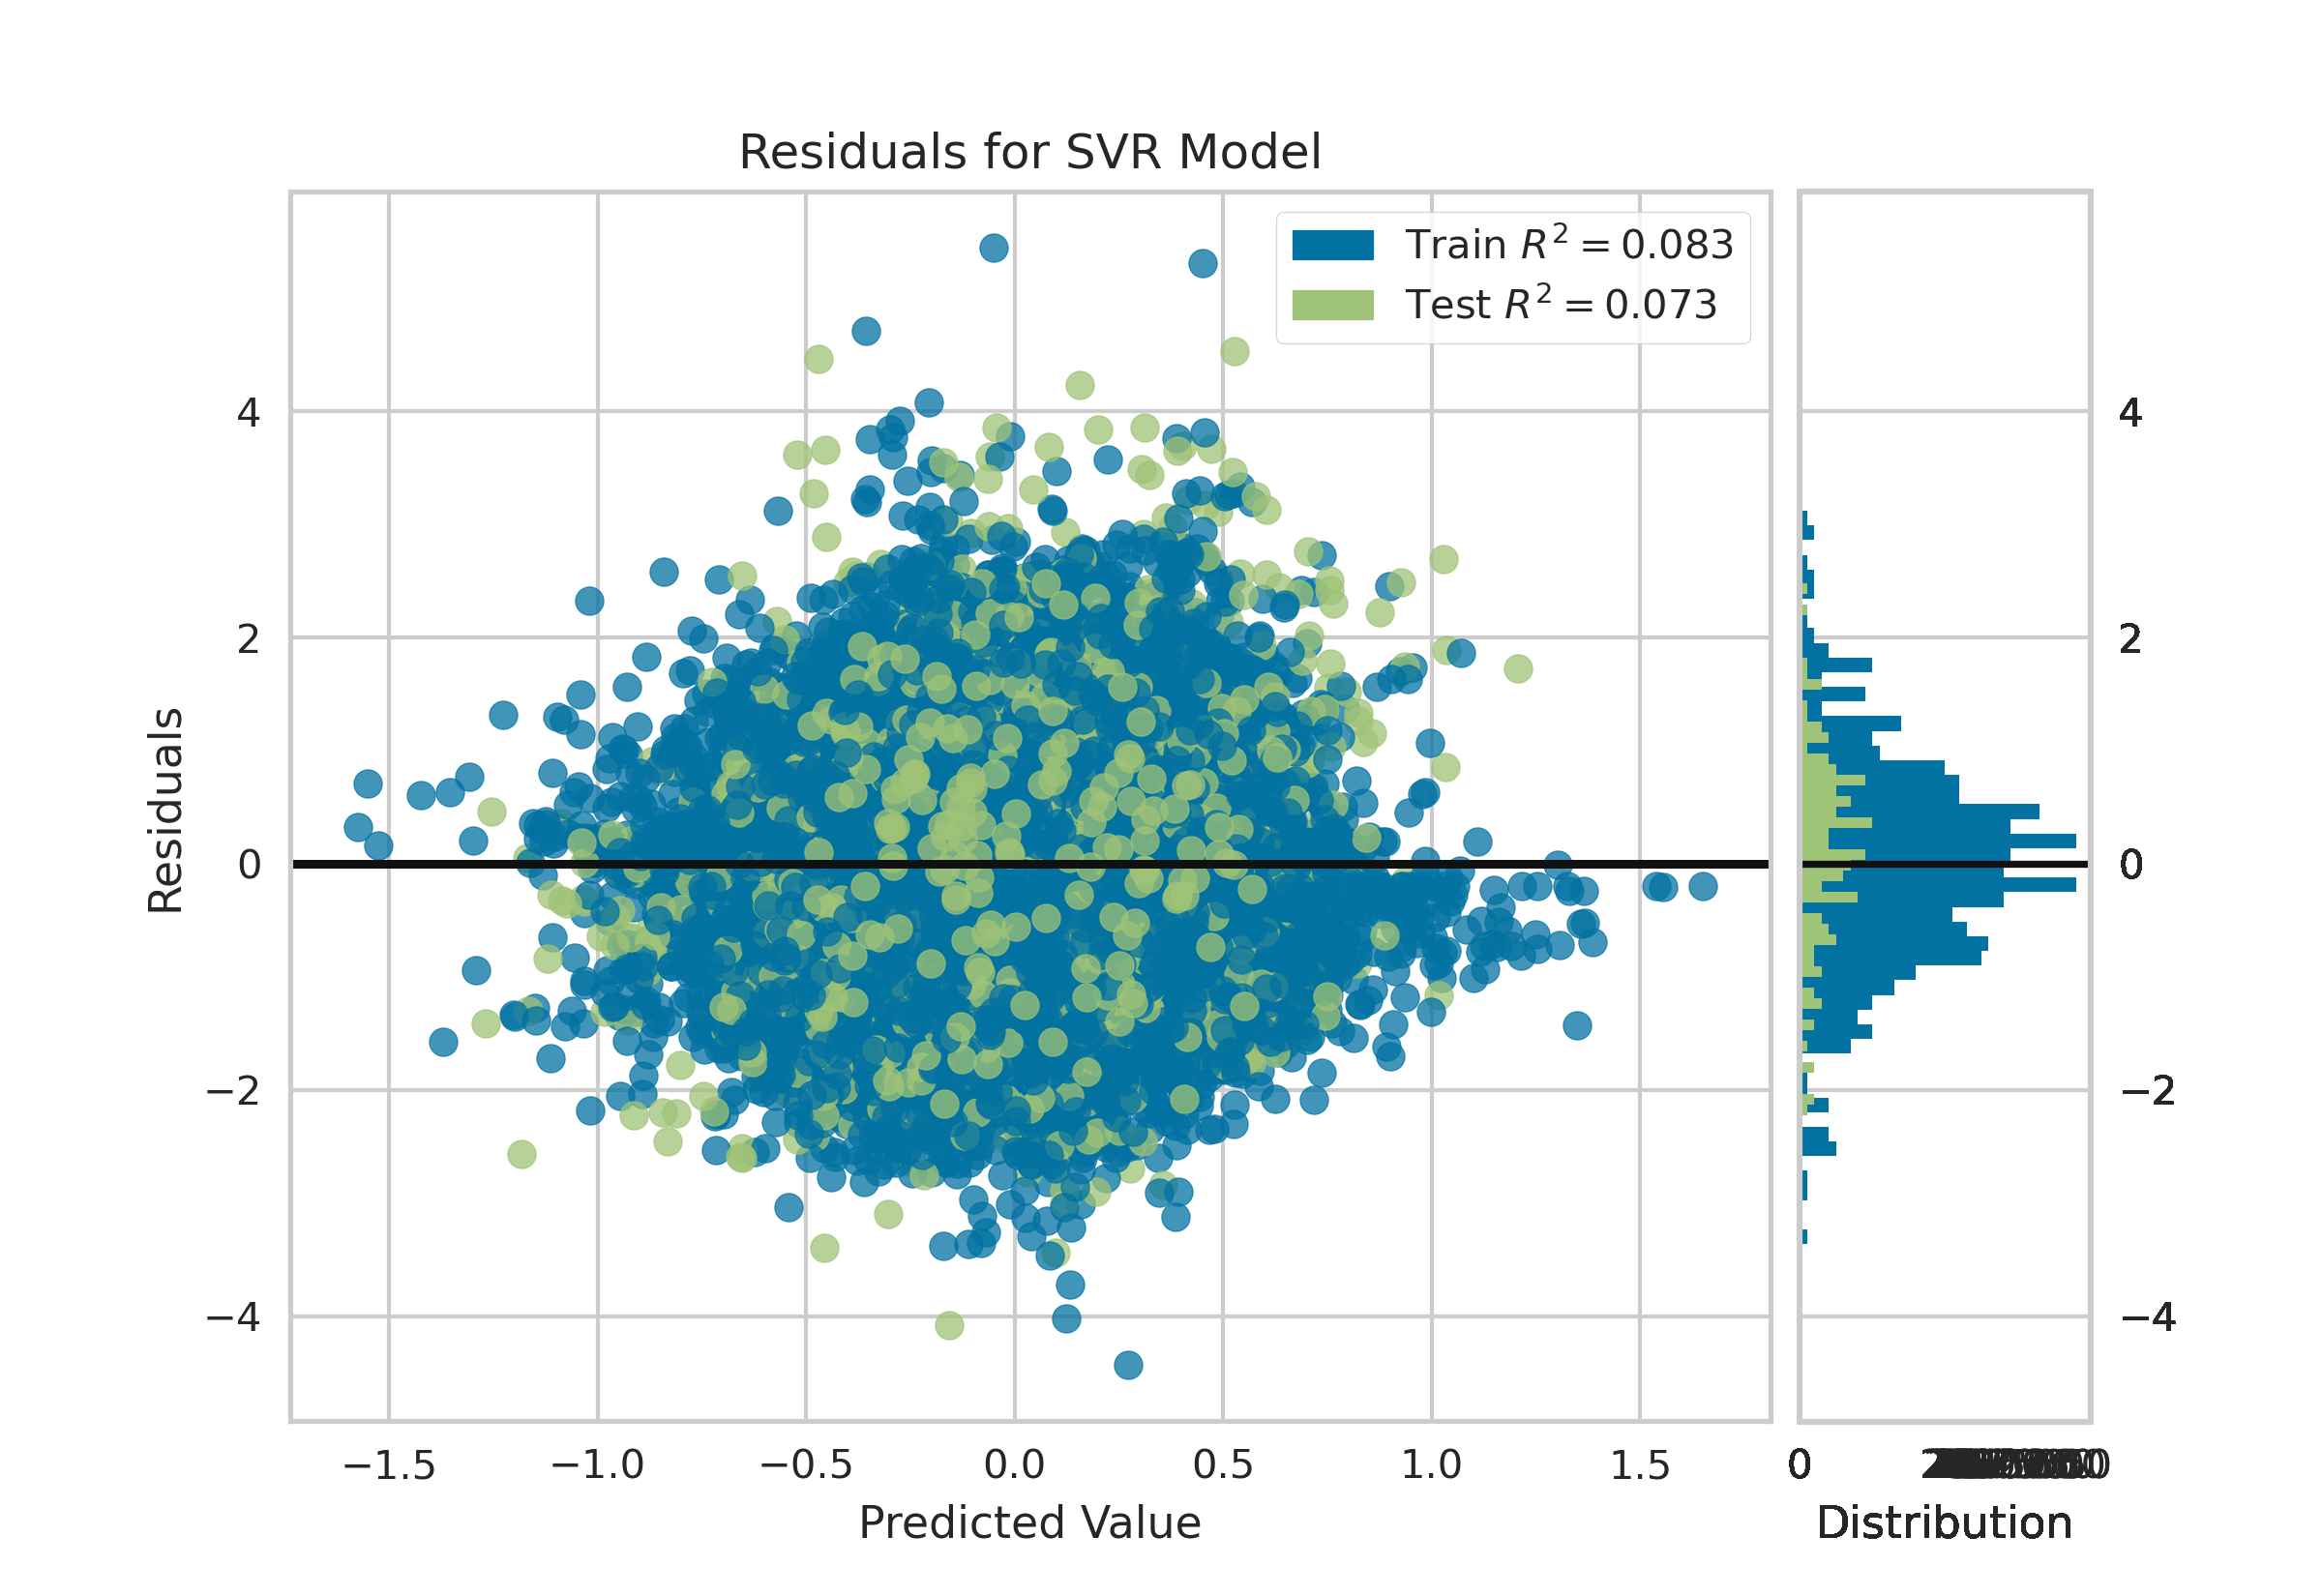 Residuals for SVR Model
Train R² = 0.083
Test R² = 0.073
Residuals
4
2
0
−2
−4
4
2
0
−2
−4
−1.5 −1.0 −0.5 0.0 0.5 1.0 1.5
0
Predicted Value
Distribution